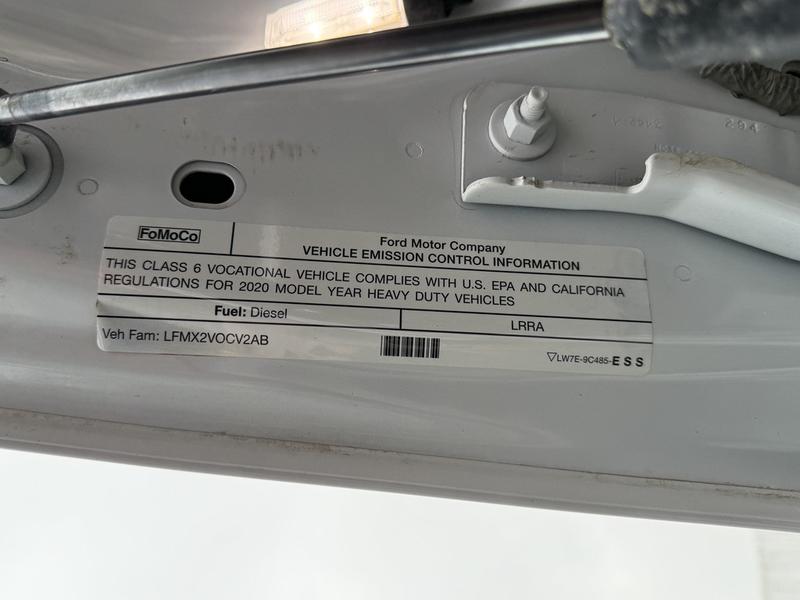 294
FoMoCo
Ford Motor Company
VEHICLE EMISSION CONTROL INFORMATION
THIS CLASS 6 VOCATIONAL VEHICLE COMPLIES WITH U.S. EPA AND CALIFORNIA
REGULATIONS FOR 2020 MODEL YEAR HEAVY DUTY VEHICLES
Fuel: Diesel
LRRA
Veh Fam: LFMX2VOCV2AB
▽LW7E-9C485-E S S